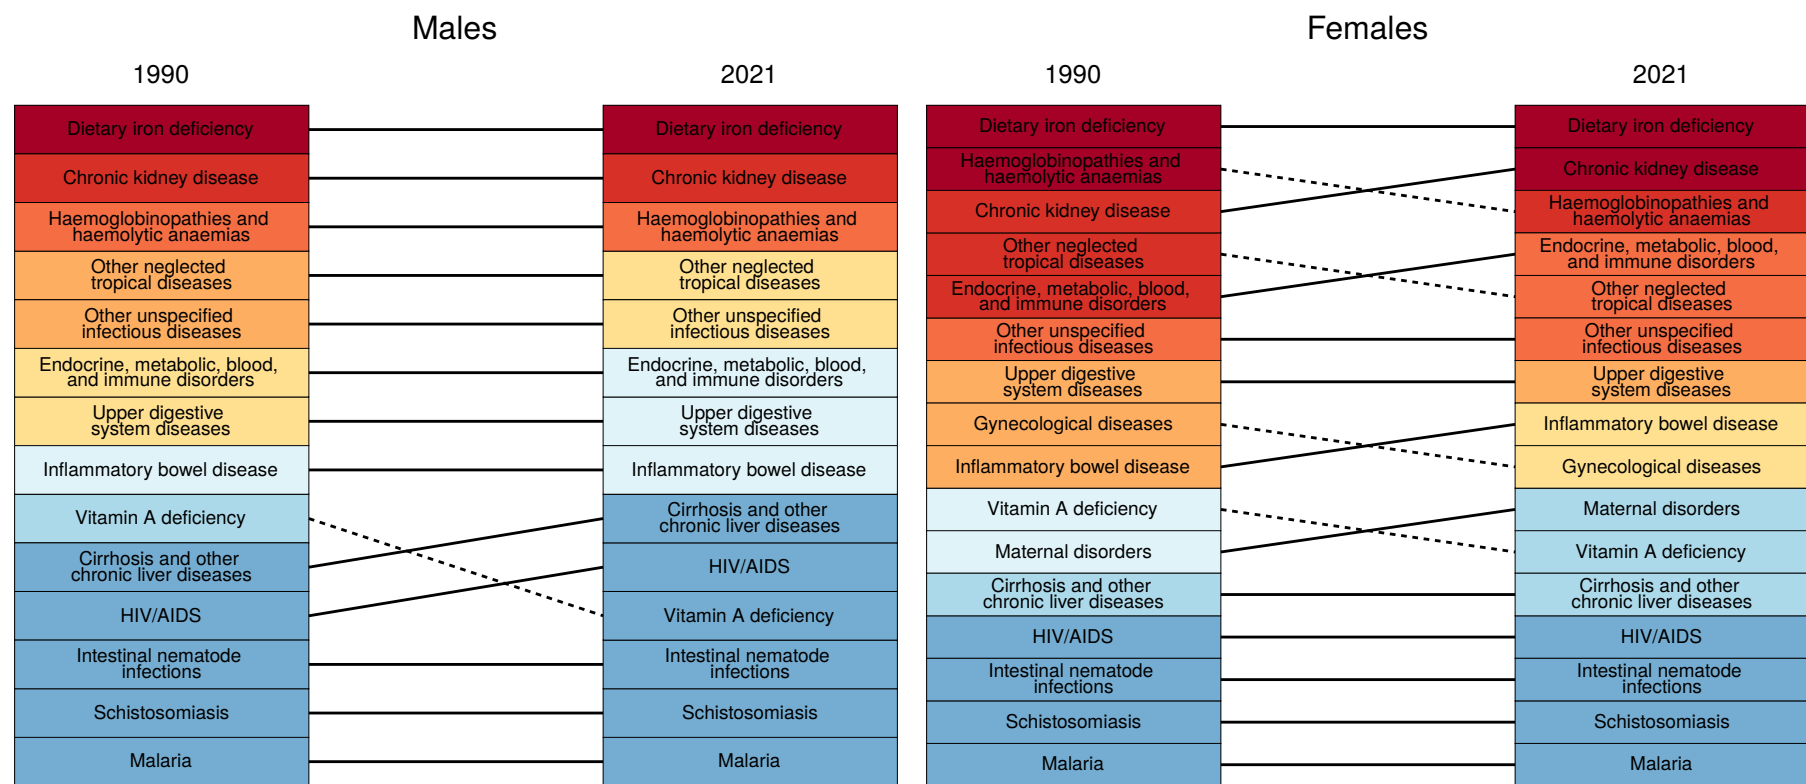 Males
1990
2021
Dietary iron deficiency
Chronic kidney disease
Haemoglobinopathies and
haemolytic anaemias
Other neglected
tropical diseases
Other unspecified
infectious diseases
Endocrine, metabolic, blood,
and immune disorders
Upper digestive
system diseases
Inflammatory bowel disease
Vitamin A deficiency
Cirrhosis and other
chronic liver diseases
HIV/AIDS
Intestinal nematode
infections
Schistosomiasis
Malaria
Dietary iron deficiency
Chronic kidney disease
Haemoglobinopathies and
haemolytic anaemias
Other neglected
tropical diseases
Other unspecified
infectious diseases
Endocrine, metabolic, blood,
and immune disorders
Upper digestive
system diseases
Inflammatory bowel disease
Cirrhosis and other
chronic liver diseases
HIV/AIDS
Vitamin A deficiency
Intestinal nematode
infections
Schistosomiasis
Malaria
Females
1990
2021
Dietary iron deficiency
Haemoglobinopathies and
haemolytic anaemias
Chronic kidney disease
Other neglected
tropical diseases
Endocrine, metabolic, blood,
and immune disorders
Other unspecified
infectious diseases
Upper digestive
system diseases
Gynecological diseases
Inflammatory bowel disease
Vitamin A deficiency
Maternal disorders
Cirrhosis and other
chronic liver diseases
HIV/AIDS
Intestinal nematode
infections
Schistosomiasis
Malaria
Dietary iron deficiency
Chronic kidney disease
Haemoglobinopathies and
haemolytic anaemias
Endocrine, metabolic, blood,
and immune disorders
Other neglected
tropical diseases
Other unspecified
infectious diseases
Upper digestive
system diseases
Inflammatory bowel disease
Gynecological diseases
Maternal disorders
Vitamin A deficiency
Cirrhosis and other
chronic liver diseases
HIV/AIDS
Intestinal nematode
infections
Schistosomiasis
Malaria